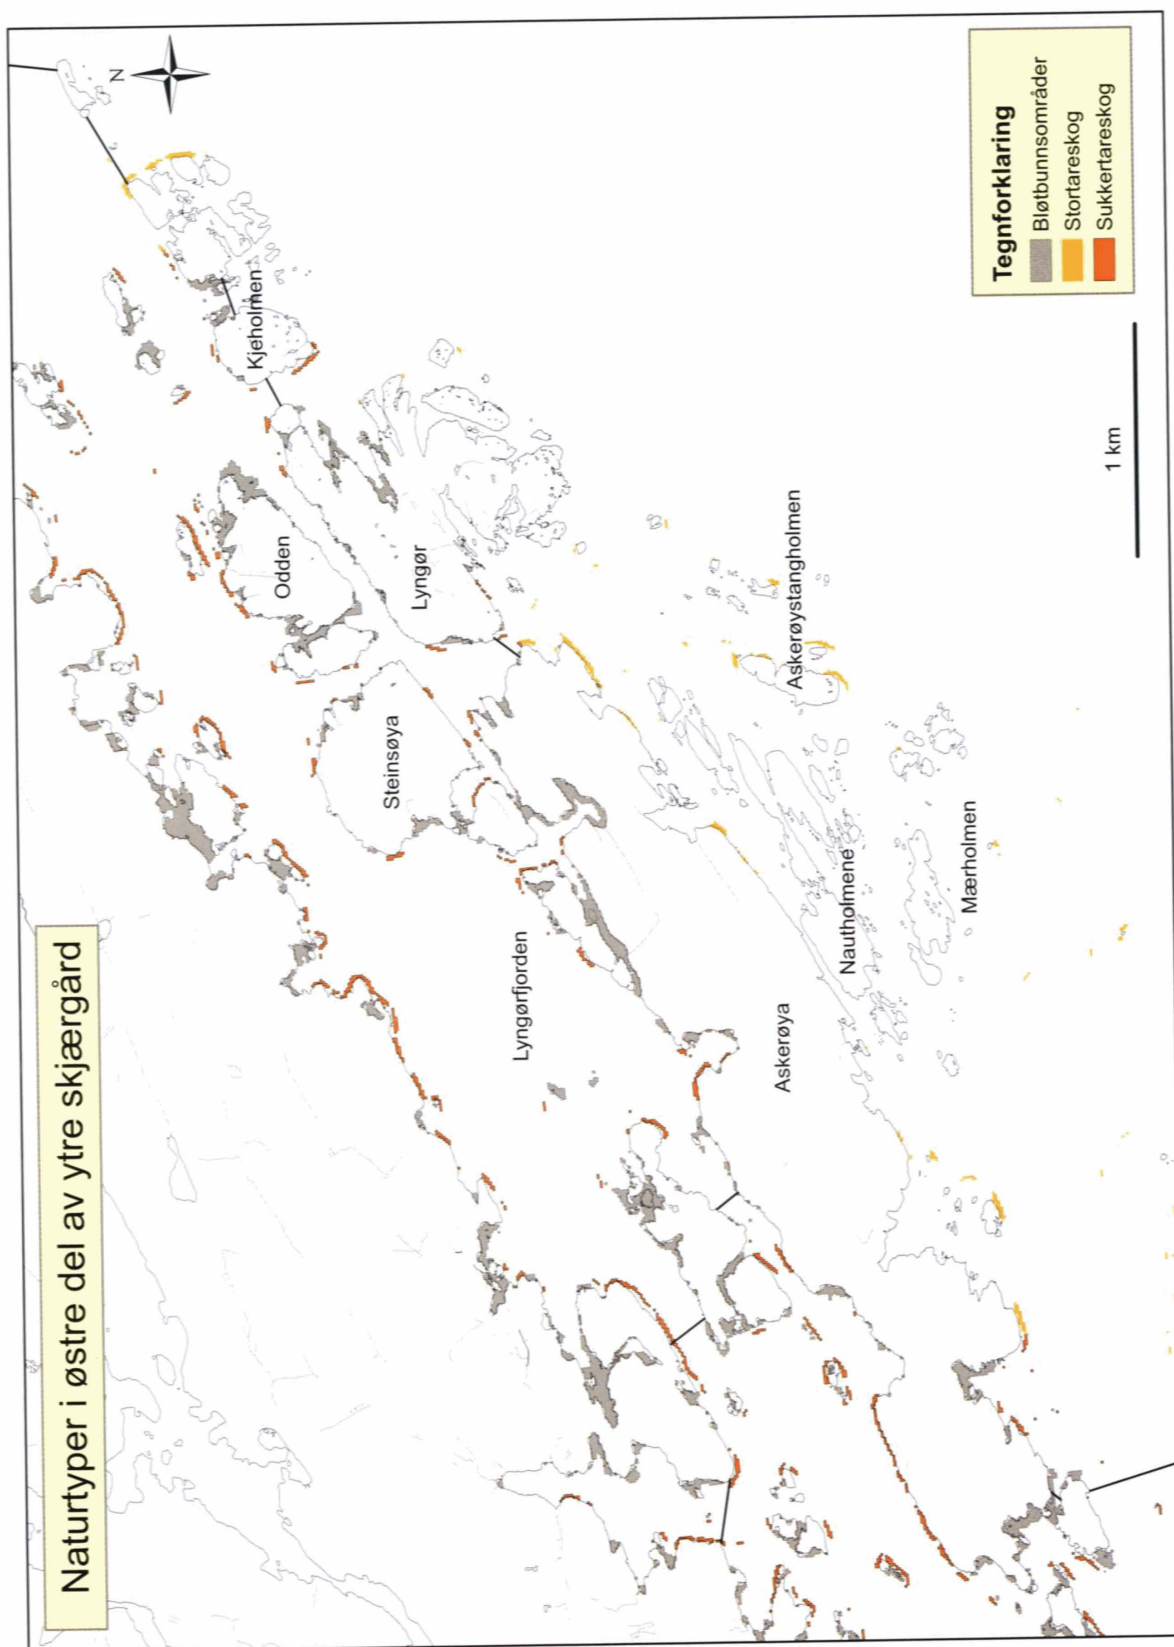 Naturtyper i østre del av ytre skjærgård
N
Kjeholmen
Odden
Lyngør
Steinsøya
Lyngørfjorden
Askerøystangholmen
Nautholmene
Mærholmen
Askerøya
1 km
Tegnforklaring
Bløtbunnsområder
Stortareskog
Sukkertareskog